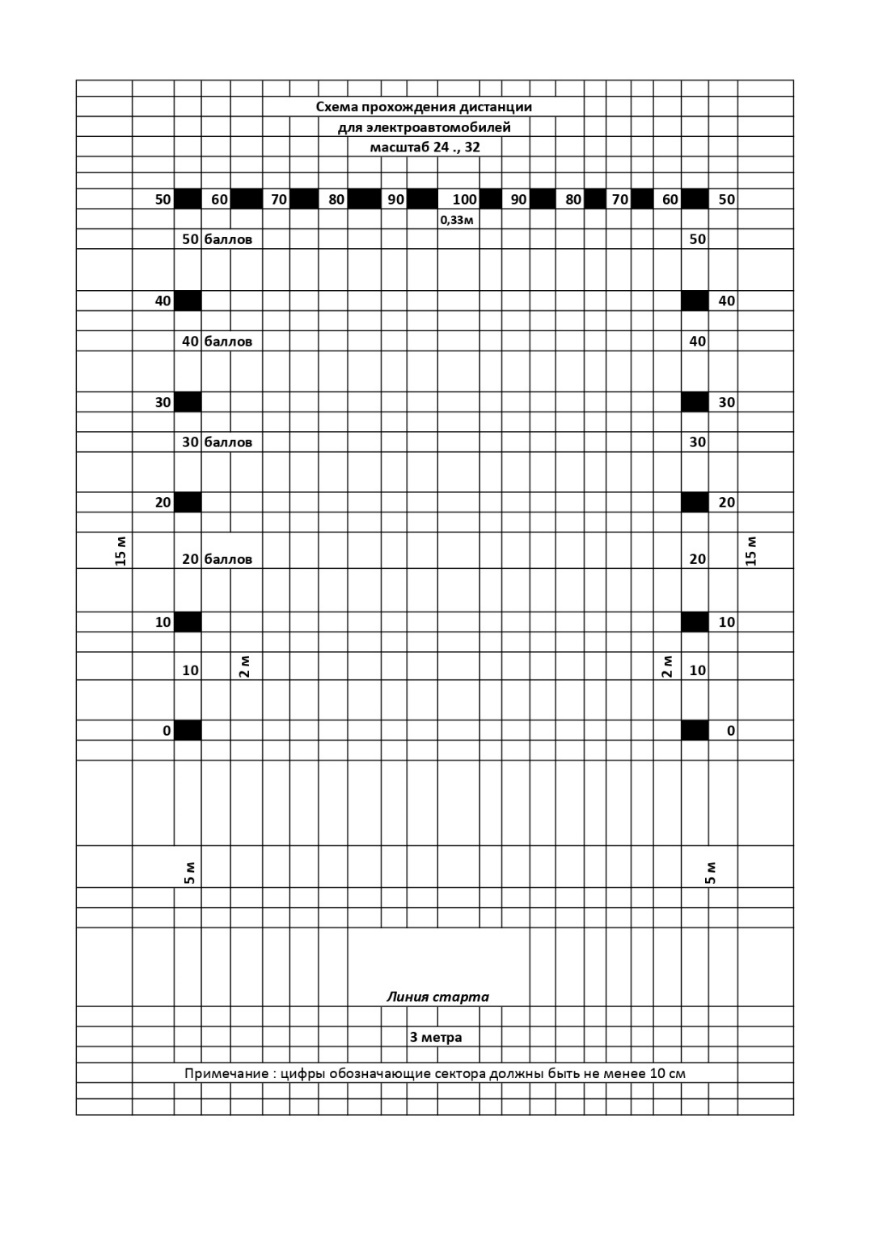 Схема прохождения дистанции
для электроавтомобилей
масштаб 24 ., 32
50 60 70 80 90 100 90 80 70 60 50
0,33м
50 баллов 50
40 40
40 баллов 40
30 30
30 баллов 30
20 20
15 м 20 баллов 20 15 м
10 10
10 2 м 2 м 10
0 0
5 м 5 м
Линия старта
3 метра
Примечание : цифры обозначающие сектора должны быть не менее 10 см